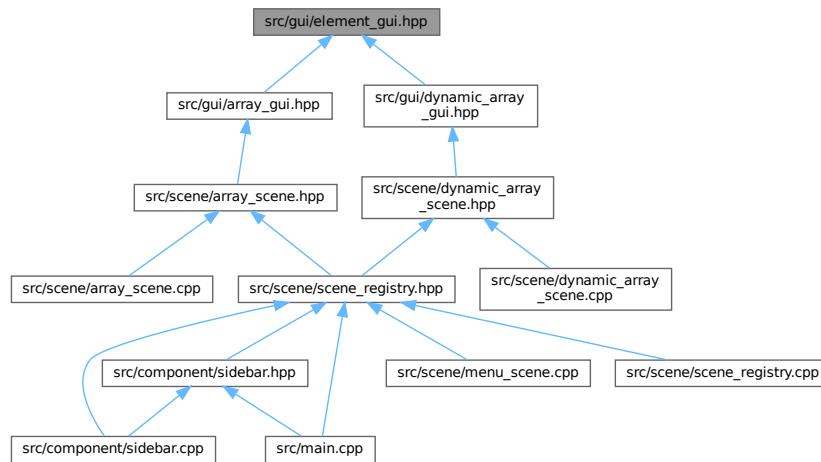 src/gui/element_gui.hpp
src/gui/array_gui.hpp
src/gui/dynamic_array
_gui.hpp
src/scene/array_scene.hpp
src/scene/dynamic_array
_scene.hpp
src/scene/array_scene.cpp
src/scene/scene_registry.hpp
src/scene/dynamic_array
_scene.cpp
src/component/sidebar.hpp
src/scene/menu_scene.cpp
src/scene/scene_registry.cpp
src/component/sidebar.cpp
src/main.cpp